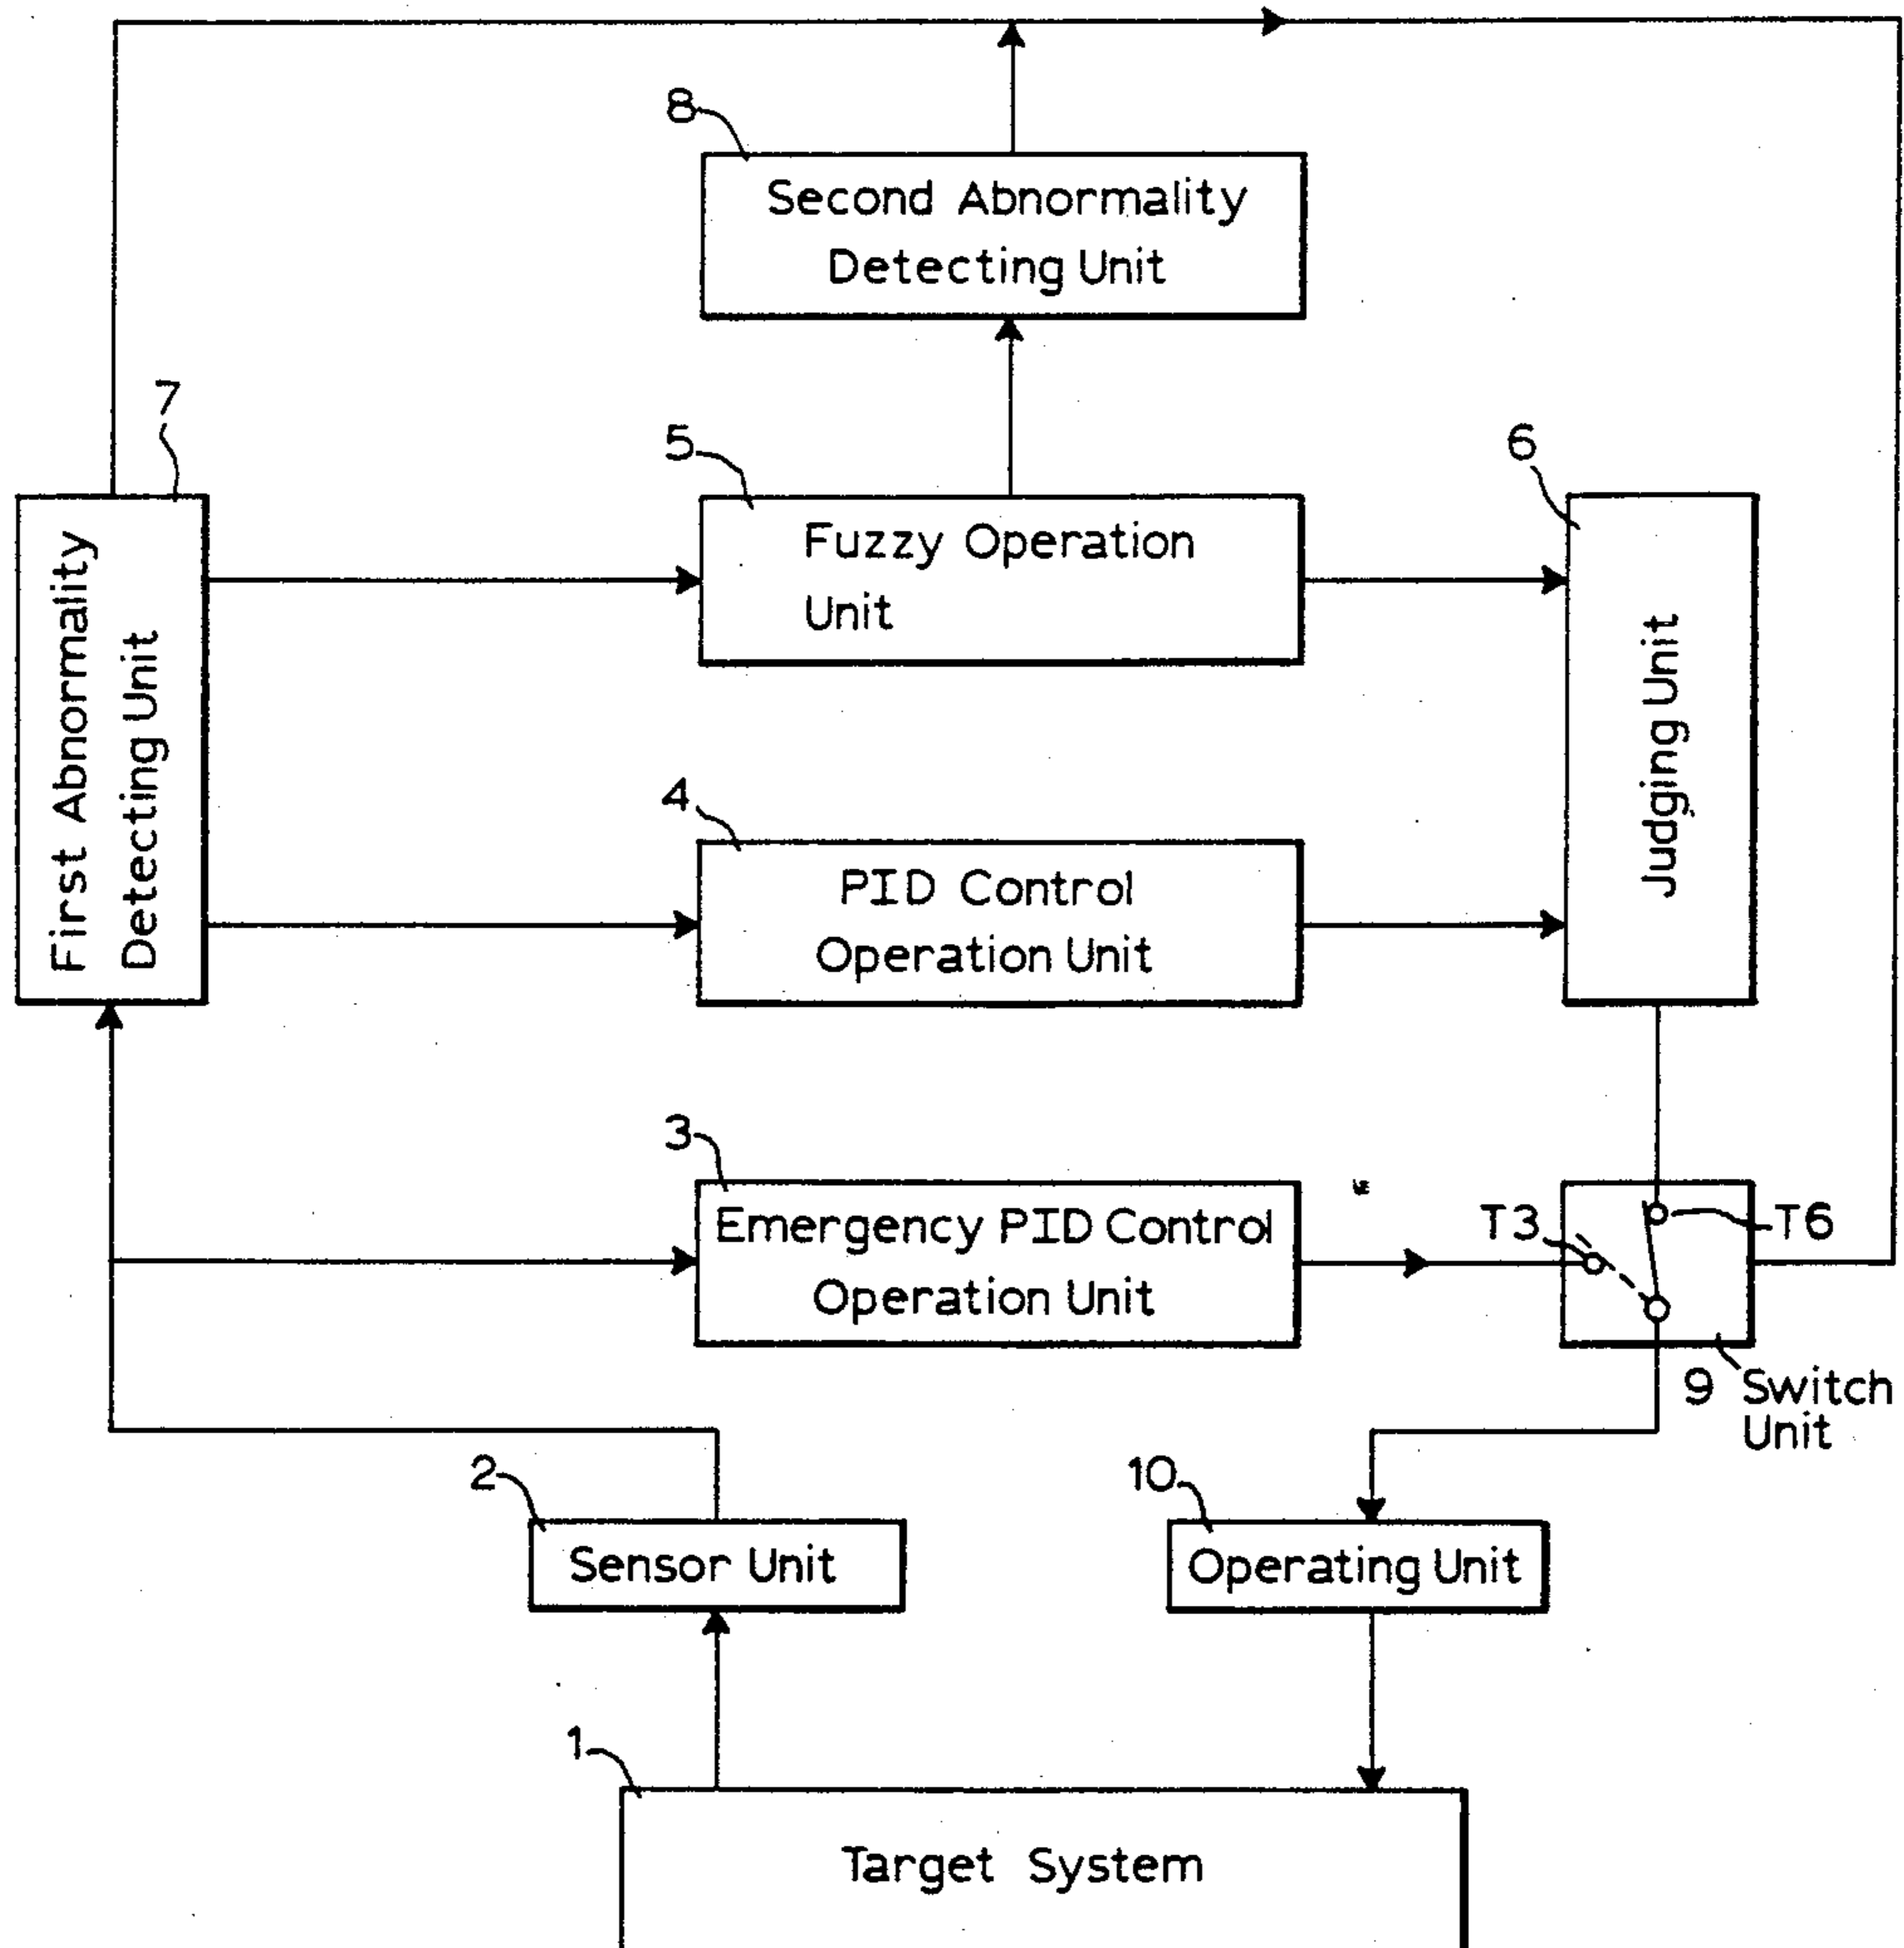 8
Second Abnormality
Detecting Unit
7
First Abnormality
Detecting Unit
5
Fuzzy Operation
Unit
6
Judging Unit
4
PID Control
Operation Unit
3
Emergency PID Control
Operation Unit
T3
T6
9 Switch
Unit
2
Sensor Unit
10
Operating Unit
1
Target System